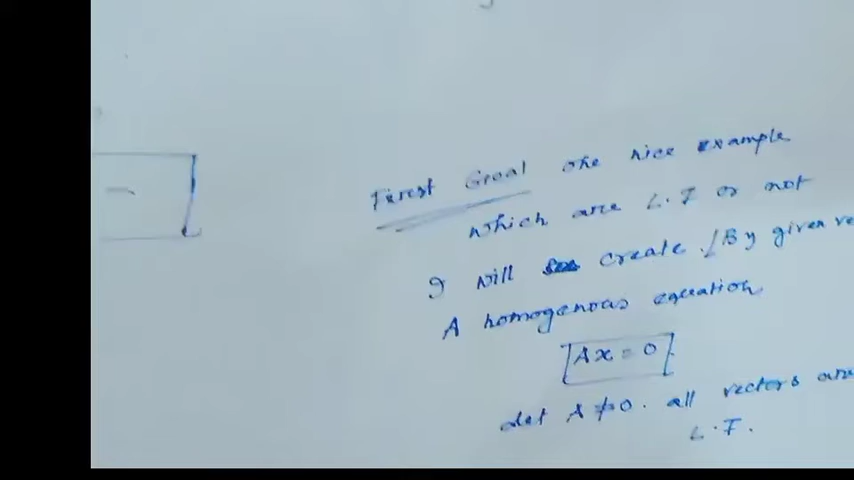 First Goal one nice example
which are L.I or not
I will create. By given
A homogenous equation
Ax = 0
det A ≠ 0. all vectors are
L.I.